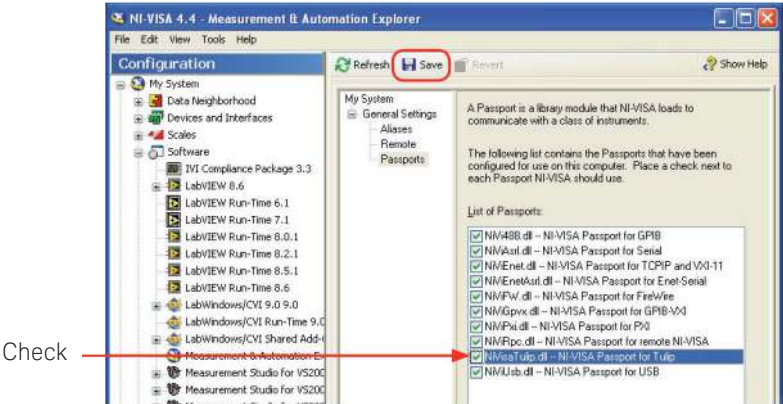 NI-VISA 4.4 - Measurement & Automation Explorer
File Edit View Tools Help
Configuration
Refresh Save Revert Show Help
My System
Data Neighborhood
Devices and Interfaces
Scales
Software
IVI Compliance Package 3.3
LabVIEW 8.6
LabVIEW Run-Time 6.1
LabVIEW Run-Time 7.1
LabVIEW Run-Time 8.0.1
LabVIEW Run-Time 8.2.1
LabVIEW Run-Time 8.5.1
LabVIEW Run-Time 8.6
LabWindows/CVI 9.0 9.0
LabWindows/CVI Run-Time 9.0
LabWindows/CVI Shared Add-
Measurement & Automation E
Measurement Studio for VS200
Measurement Studio for VS200
My System
General Settings
Aliases
Remote
Passports
A Passport is a library module that NI-VISA loads to
communicate with a class of instruments.
The following list contains the Passports that have been
configured for use on this computer. Place a check next to
each Passport NI-VISA should use.
List of Passports:
NiVi488.dll -- NI-VISA Passport for GPIB
NiViAsrl.dll -- NI-VISA Passport for Serial
NiViEnet.dll -- NI-VISA Passport for TCPIP and VXI-11
NiViEnetAsrl.dll -- NI-VISA Passport for Enet-Serial
NiViFW.dll -- NI-VISA Passport for FireWire
NiViGpvx.dll -- NI-VISA Passport for GPIB-VXI
NiViPxi.dll -- NI-VISA Passport for PXI
NiViRpc.dll -- NI-VISA Passport for remote NI-VISA
NiVisaTulip.dll -- NI-VISA Passport for Tulip
NiViUsb.dll -- NI-VISA Passport for USB
Check